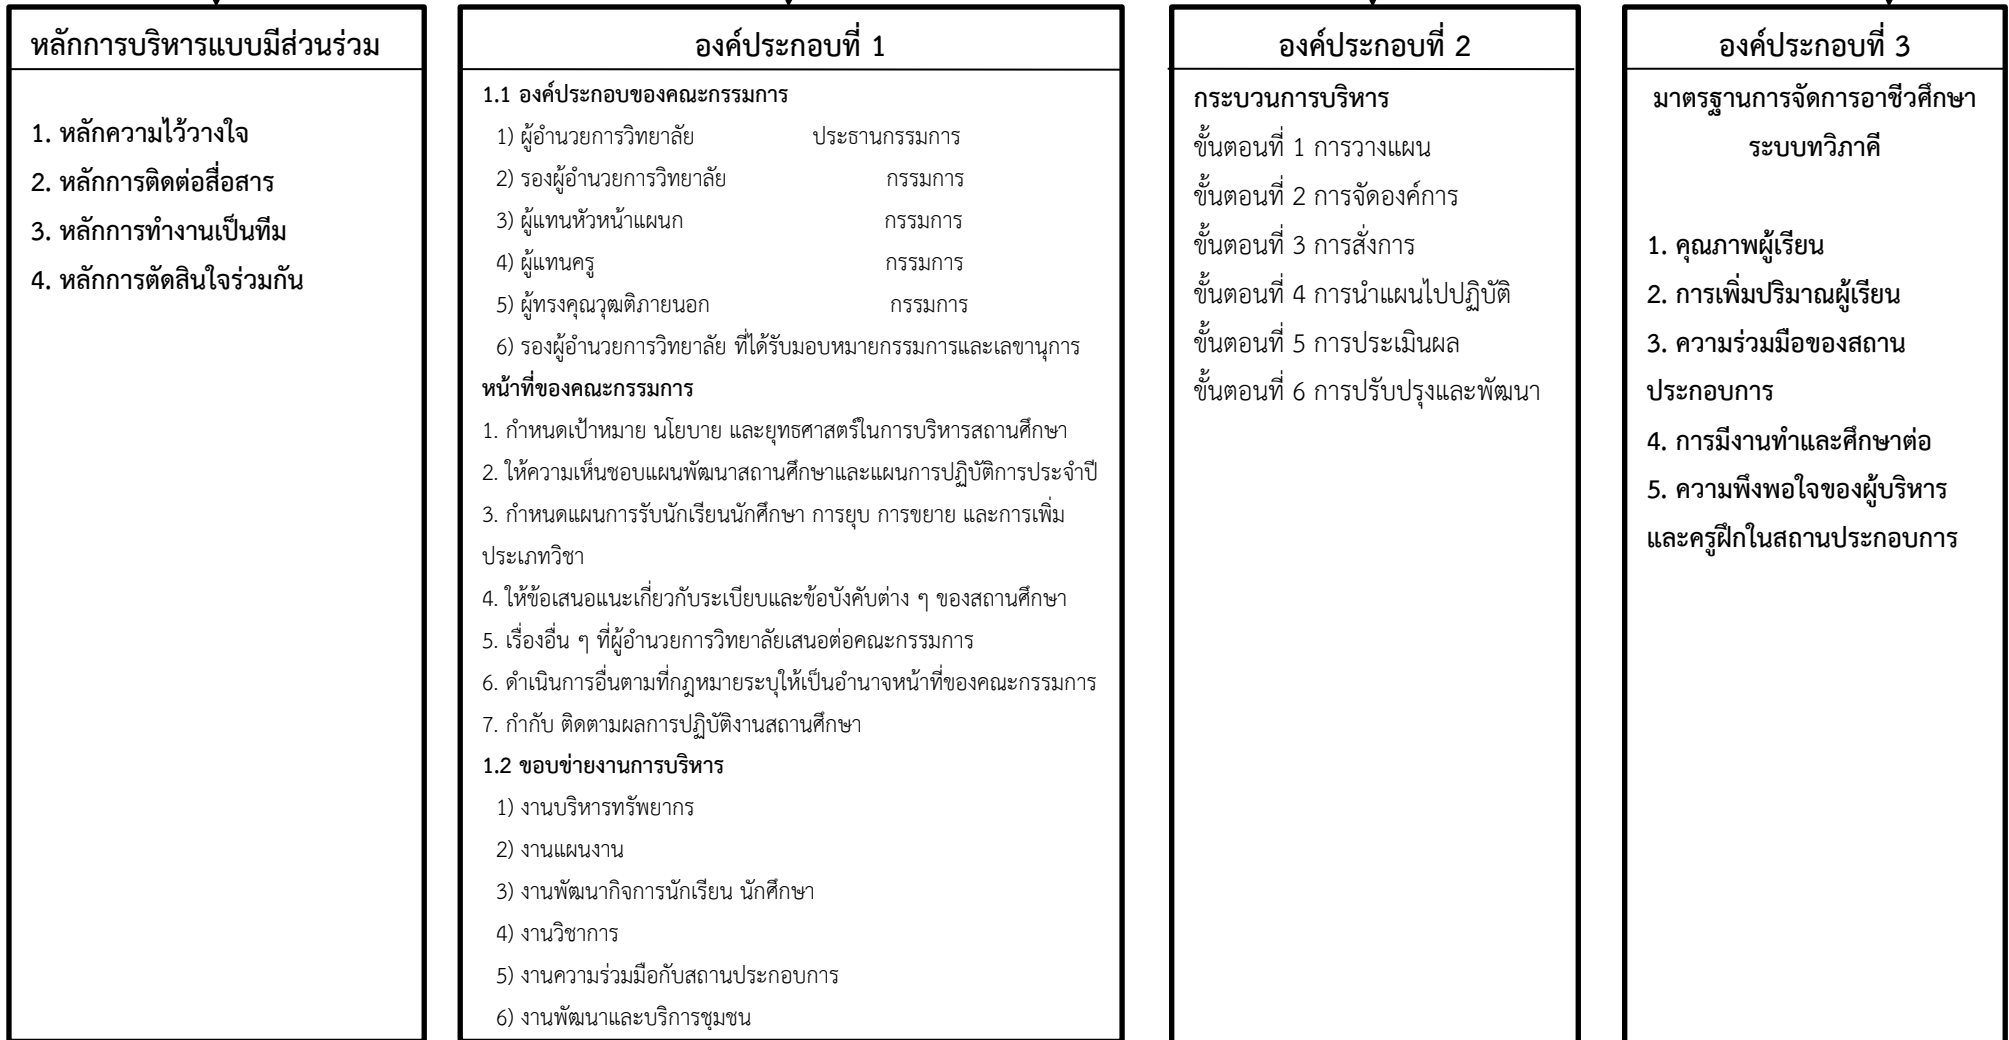 หลักการบริหารแบบมีส่วนร่วม
1. หลักความไว้วางใจ
2. หลักการติดต่อสื่อสาร
3. หลักการทำงานเป็นทีม
4. หลักการตัดสินใจร่วมกัน
องค์ประกอบที่ 1
1.1 องค์ประกอบของคณะกรรมการ
1) ผู้อำนวยการวิทยาลัย ประธานกรรมการ
2) รองผู้อำนวยการวิทยาลัย กรรมการ
3) ผู้แทนหัวหน้าแผนก กรรมการ
4) ผู้แทนครู กรรมการ
5) ผู้ทรงคุณวุฒิภายนอก กรรมการ
6) รองผู้อำนวยการวิทยาลัย ที่ได้รับมอบหมายกรรมการและเลขานุการ
หน้าที่ของคณะกรรมการ
1. กำหนดเป้าหมาย นโยบาย และยุทธศาสตร์ในการบริหารสถานศึกษา
2. ให้ความเห็นชอบแผนพัฒนาสถานศึกษาและแผนการปฏิบัติการประจำปี
3. กำหนดแผนการรับนักเรียนนักศึกษา การยุบ การขยาย และการเพิ่ม
ประเภทวิชา
4. ให้ข้อเสนอแนะเกี่ยวกับระเบียบและข้อบังคับต่าง ๆ ของสถานศึกษา
5. เรื่องอื่น ๆ ที่ผู้อำนวยการวิทยาลัยเสนอต่อคณะกรรมการ
6. ดำเนินการอื่นตามที่กฎหมายระบุให้เป็นอำนาจหน้าที่ของคณะกรรมการ
7. กำกับ ติดตามผลการปฏิบัติงานสถานศึกษา
1.2 ขอบข่ายงานการบริหาร
1) งานบริหารทรัพยากร
2) งานแผนงาน
3) งานพัฒนากิจการนักเรียน นักศึกษา
4) งานวิชาการ
5) งานความร่วมมือกับสถานประกอบการ
6) งานพัฒนาและบริการชุมชน
องค์ประกอบที่ 2
กระบวนการบริหาร
ขั้นตอนที่ 1 การวางแผน
ขั้นตอนที่ 2 การจัดองค์การ
ขั้นตอนที่ 3 การสั่งการ
ขั้นตอนที่ 4 การนำแผนไปปฏิบัติ
ขั้นตอนที่ 5 การประเมินผล
ขั้นตอนที่ 6 การปรับปรุงและพัฒนา
องค์ประกอบที่ 3
มาตรฐานการจัดการอาชีวศึกษา
ระบบทวิภาคี
1. คุณภาพผู้เรียน
2. การเพิ่มปริมาณผู้เรียน
3. ความร่วมมือของสถาน
ประกอบการ
4. การมีงานทำและศึกษาต่อ
5. ความพึงพอใจของผู้บริหาร
และครูฝึกในสถานประกอบการ